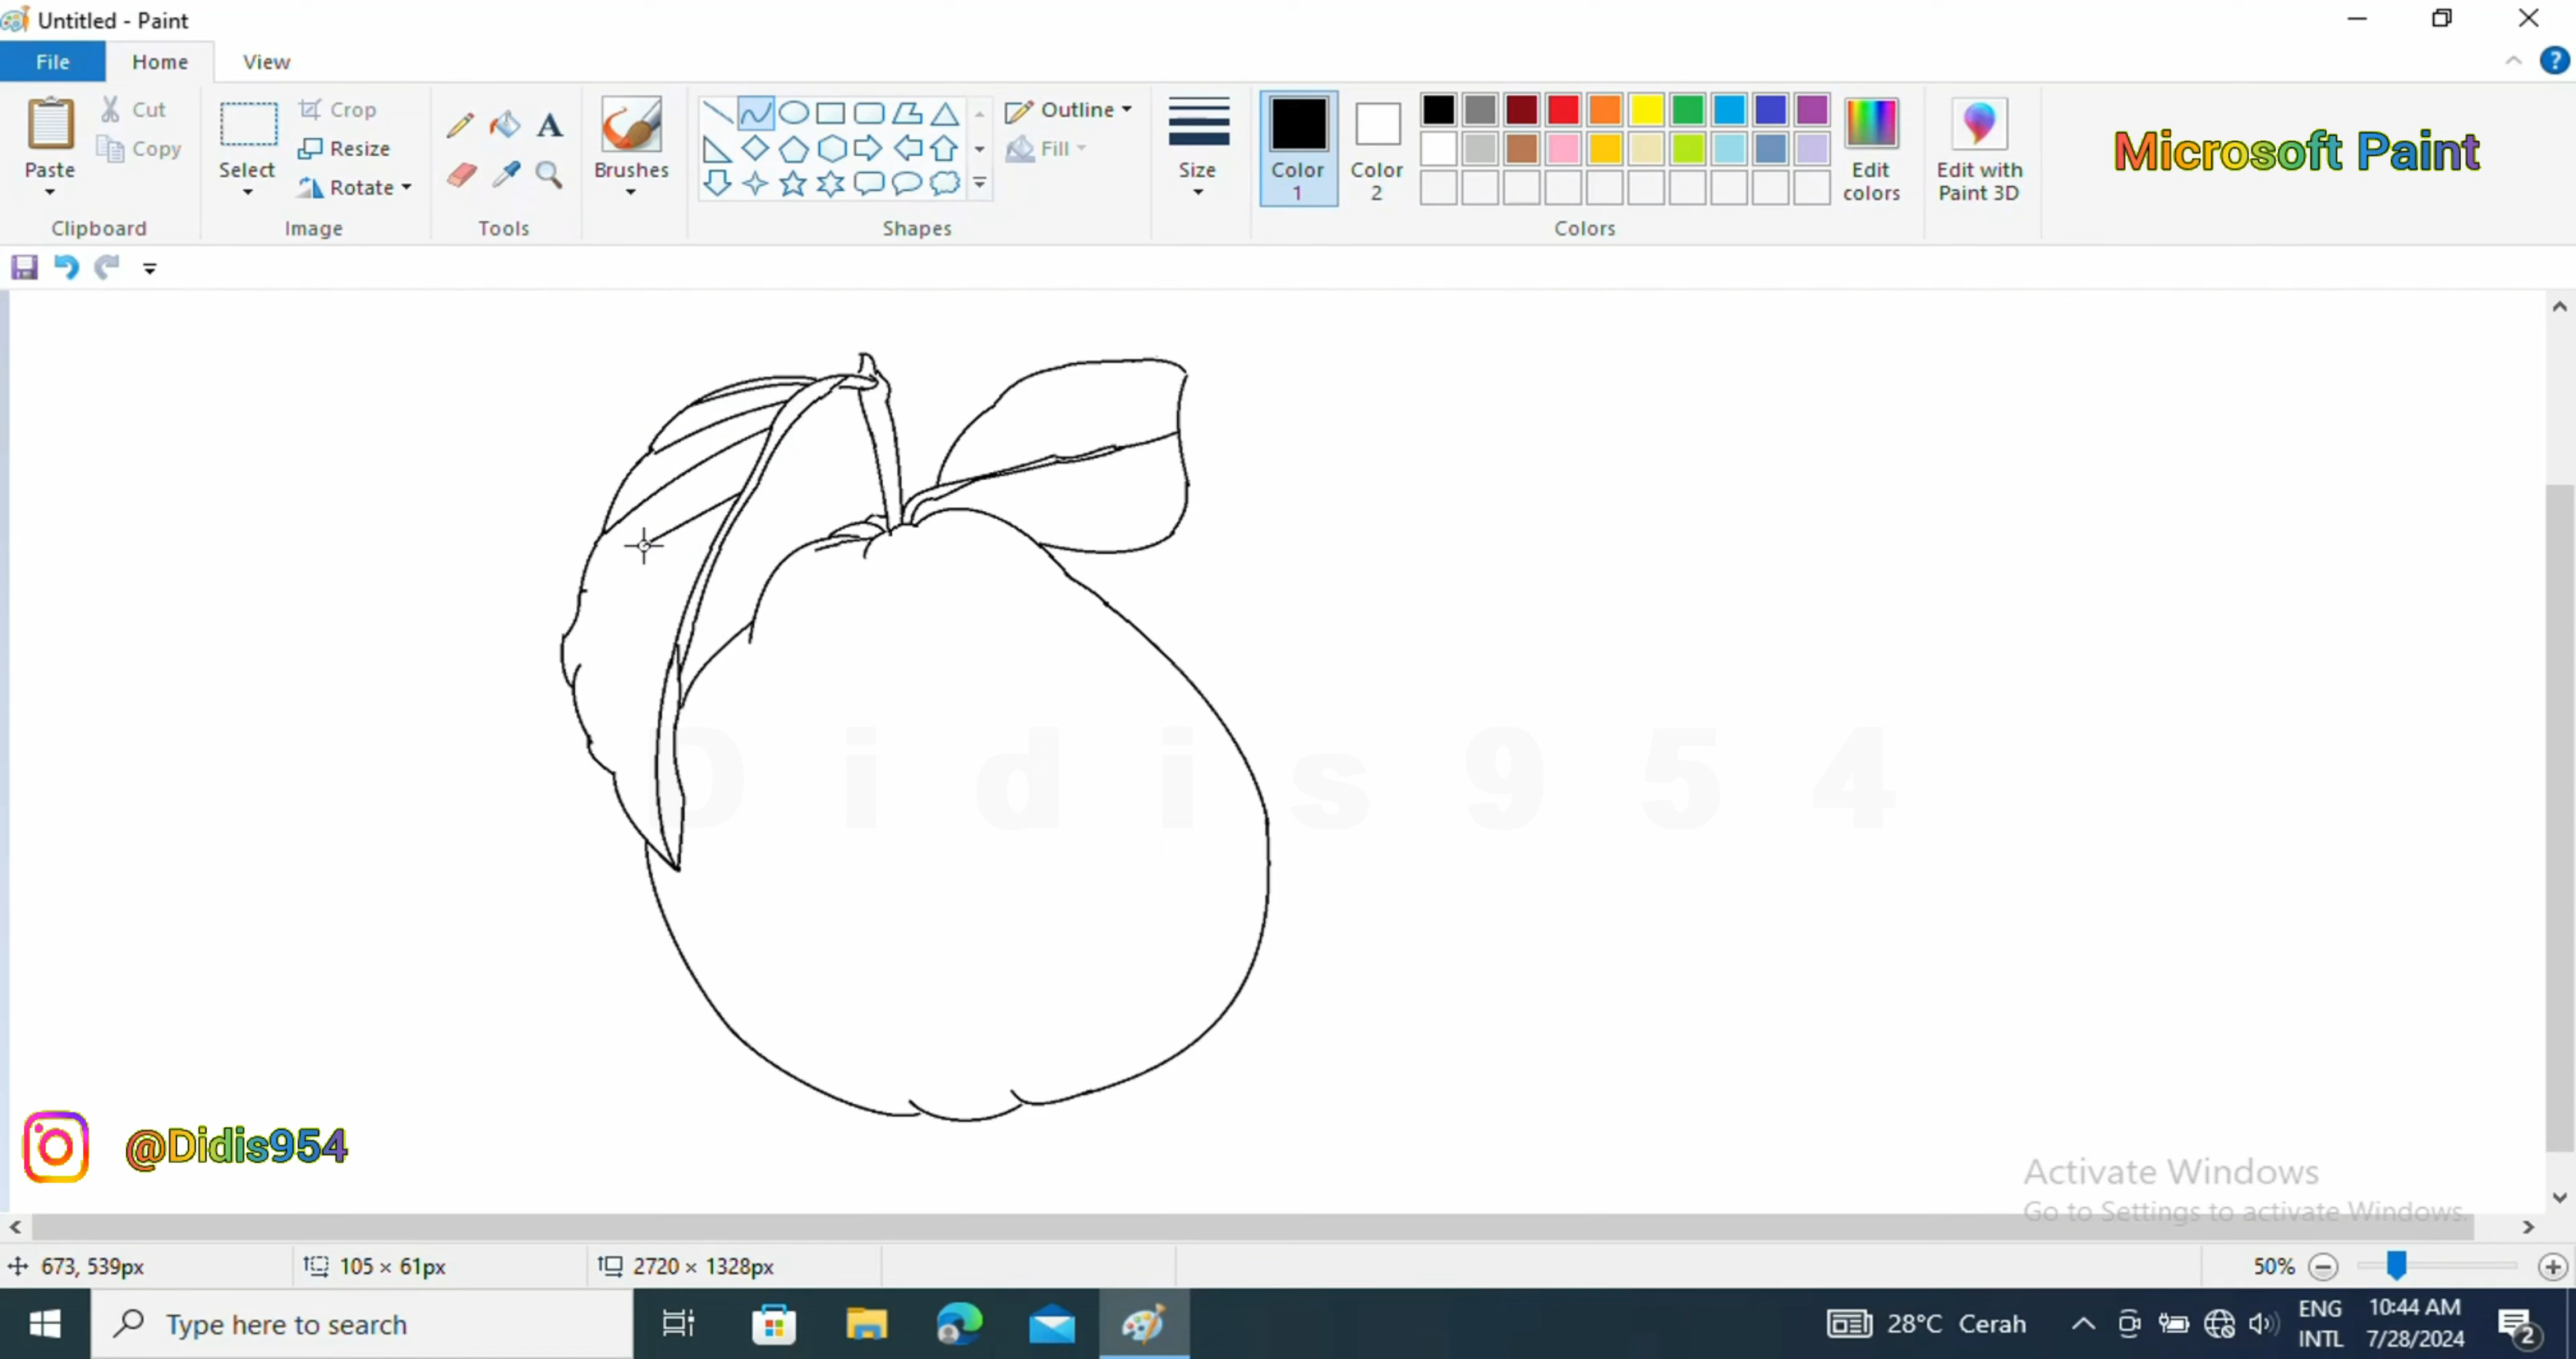 Untitled - Paint
File Home View
Paste
Cut
Copy
Clipboard
Select
Crop
Resize
Rotate
Image
A
Tools
Brushes
Shapes
Outline
Fill
Size
Color 1
Color 2
Colors
Edit colors
Edit with Paint 3D
Microsoft Paint
Didis954
@Didis954
Activate Windows
Go to Settings to activate Windows.
673, 539px
105 × 61px
2720 × 1328px
50%
Type here to search
28°C Cerah
ENG
INTL
10:44 AM
7/28/2024
2